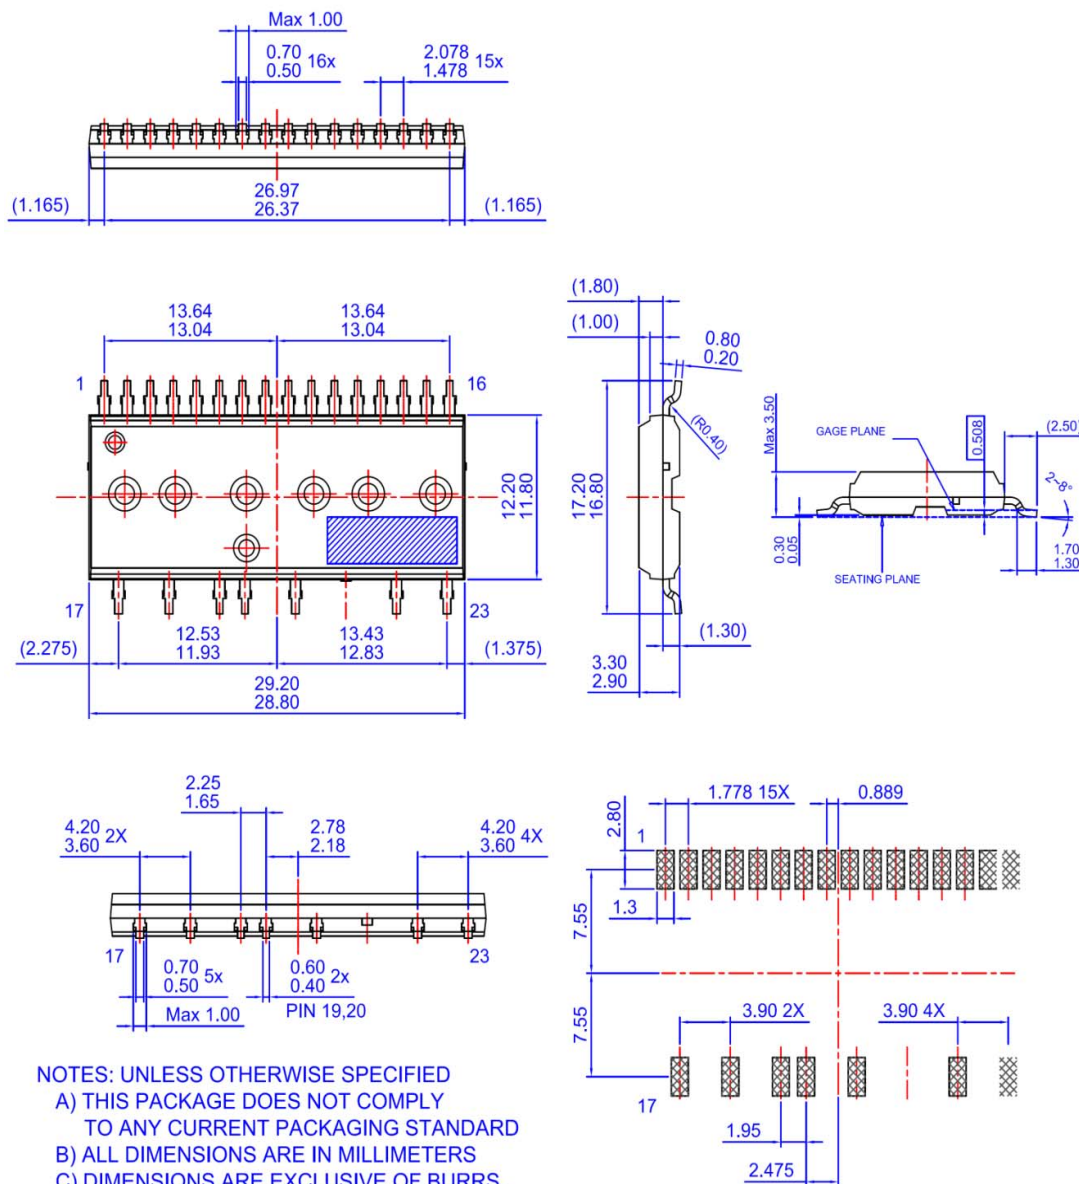 Max 1.00
0.70
0.50 16x
2.078
1.478 15x
26.97
26.37
(1.165)
(1.165)
13.64
13.04
13.64
13.04
1
16
12.20
11.80
17
23
12.53
11.93
13.43
12.83
(2.275)
(1.375)
29.20
28.80
(1.80)
(1.00)
0.80
0.20
(R0.40)
17.20
16.80
(1.30)
3.30
2.90
Max 3.50
GAGE PLANE
0.508
(2.50)
2~8°
0.30
0.05
SEATING PLANE
1.70
1.30
2.25
1.65
4.20
3.60 2X
2.78
2.18
4.20
3.60 4X
17
23
0.70
0.50 5x
0.60
0.40 2x
Max 1.00
PIN 19,20
1.778 15X
0.889
2.80
1
1.3
7.55
7.55
3.90 2X
3.90 4X
17
1.95
2.475
NOTES: UNLESS OTHERWISE SPECIFIED
A) THIS PACKAGE DOES NOT COMPLY
TO ANY CURRENT PACKAGING STANDARD
B) ALL DIMENSIONS ARE IN MILLIMETERS
C) DIMENSIONS ARE EXCLUSIVE OF BURRS